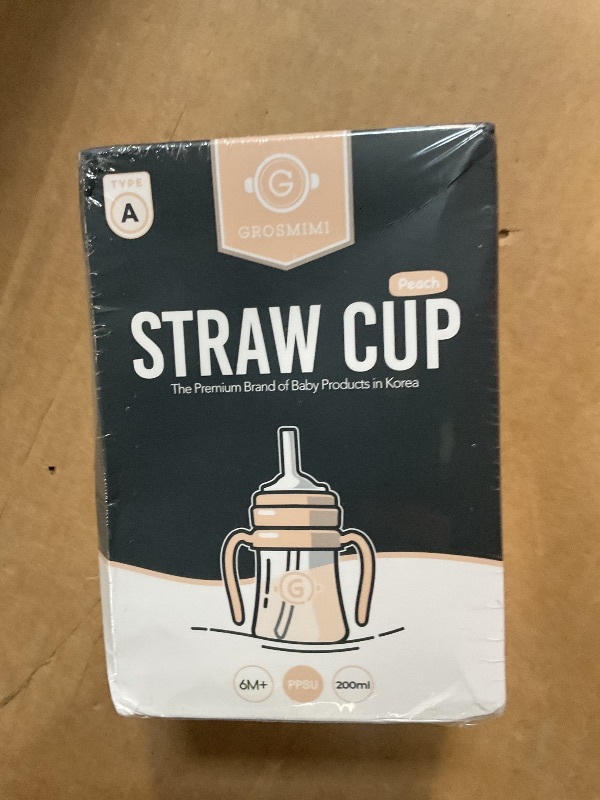 TYPE
A
G
GROSMIMI
Peach
STRAW CUP
The Premium Brand of Baby Products in Korea
G
6M+ PPSU 200ml